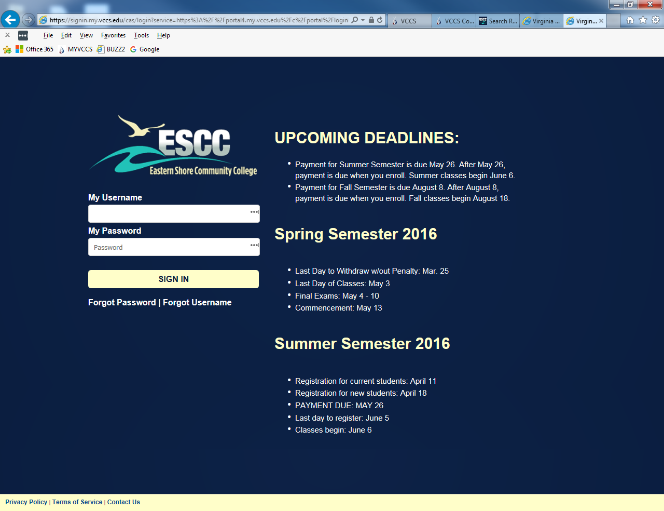 https://signin.my.vccs.edu/cas/login?service=https%3A%2F%2Fportal4.my.vccs.edu%2Fc%2Fportal%2Flogin
VCCS
VCCS Co...
Search R...
Virginia ...
Virgin...
File Edit View Favorites Tools Help
Office 365 MYVCCS BUZZ2 Google
ESCC
Eastern Shore Community College
My Username
My Password
Password
SIGN IN
Forgot Password | Forgot Username
UPCOMING DEADLINES:
• Payment for Summer Semester is due May 26. After May 26,
payment is due when you enroll. Summer classes begin June 6.
• Payment for Fall Semester is due August 8. After August 8,
payment is due when you enroll. Fall classes begin August 18.
Spring Semester 2016
• Last Day to Withdraw w/out Penalty: Mar. 25
• Last Day of Classes: May 3
• Final Exams: May 4 - 10
• Commencement: May 13
Summer Semester 2016
• Registration for current students: April 11
• Registration for new students: April 18
• PAYMENT DUE: MAY 26
• Last day to register: June 5
• Classes begin: June 6
Privacy Policy | Terms of Service | Contact Us